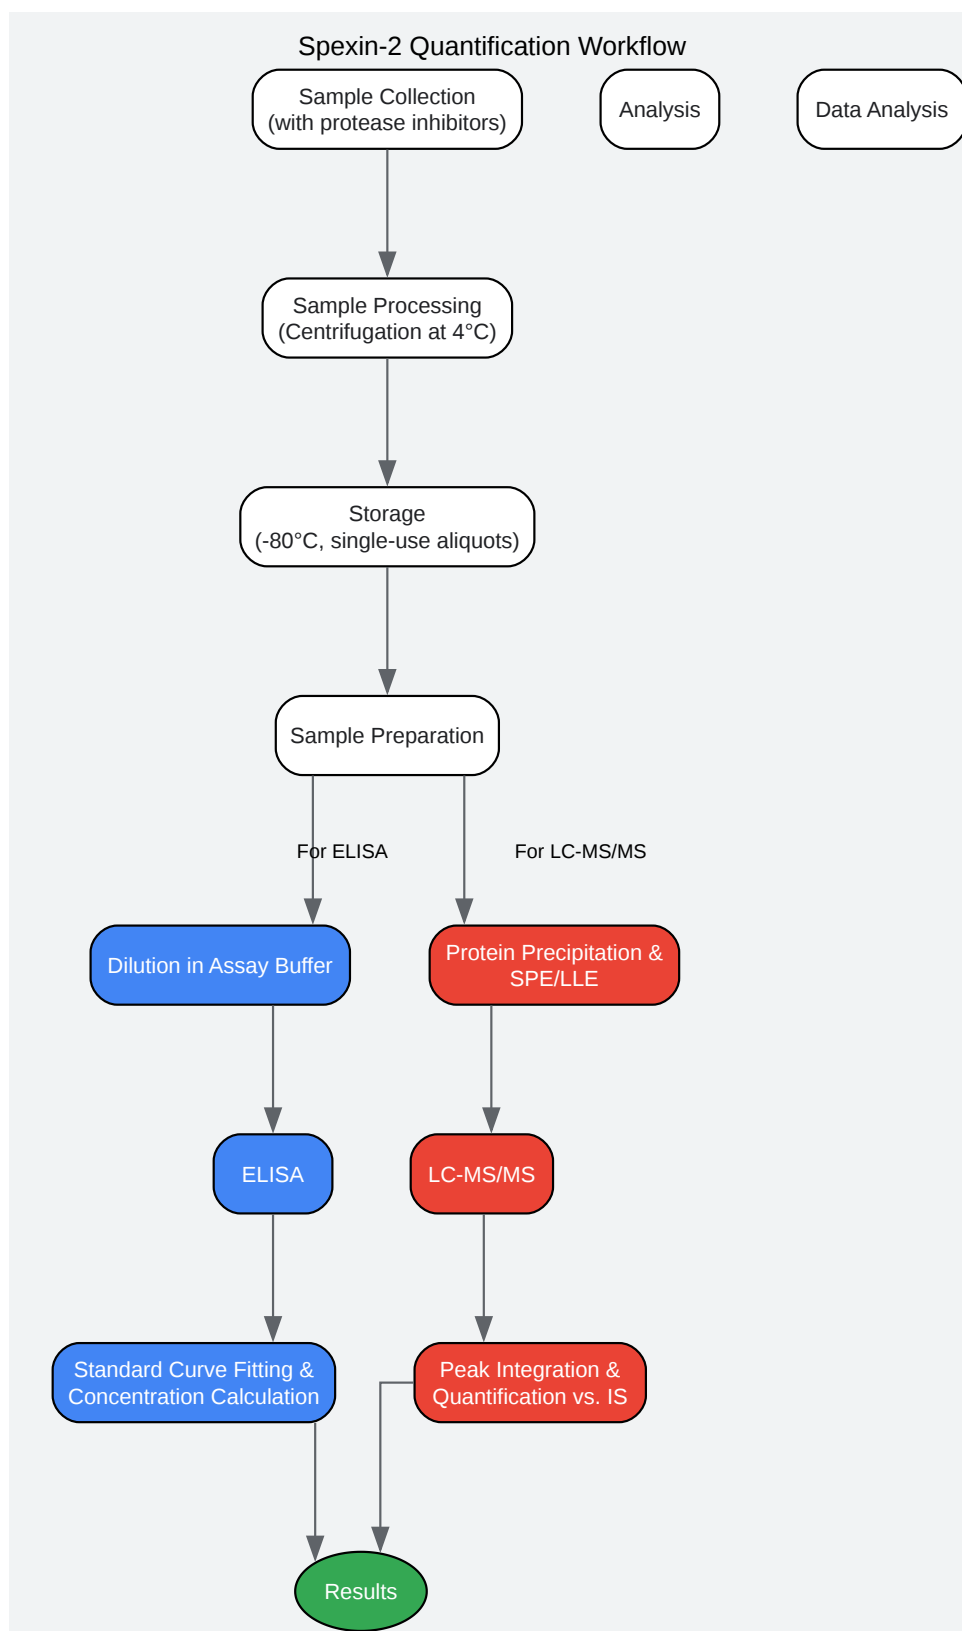 Spexin-2 Quantification Workflow
Sample Collection
(with protease inhibitors)
Analysis
Data Analysis
Sample Processing
(Centrifugation at 4°C)
Storage
(-80°C, single-use aliquots)
Sample Preparation
For ELISA
For LC-MS/MS
Dilution in Assay Buffer
Protein Precipitation &
SPE/LLE
ELISA
LC-MS/MS
Standard Curve Fitting &
Concentration Calculation
Peak Integration &
Quantification vs. IS
Results